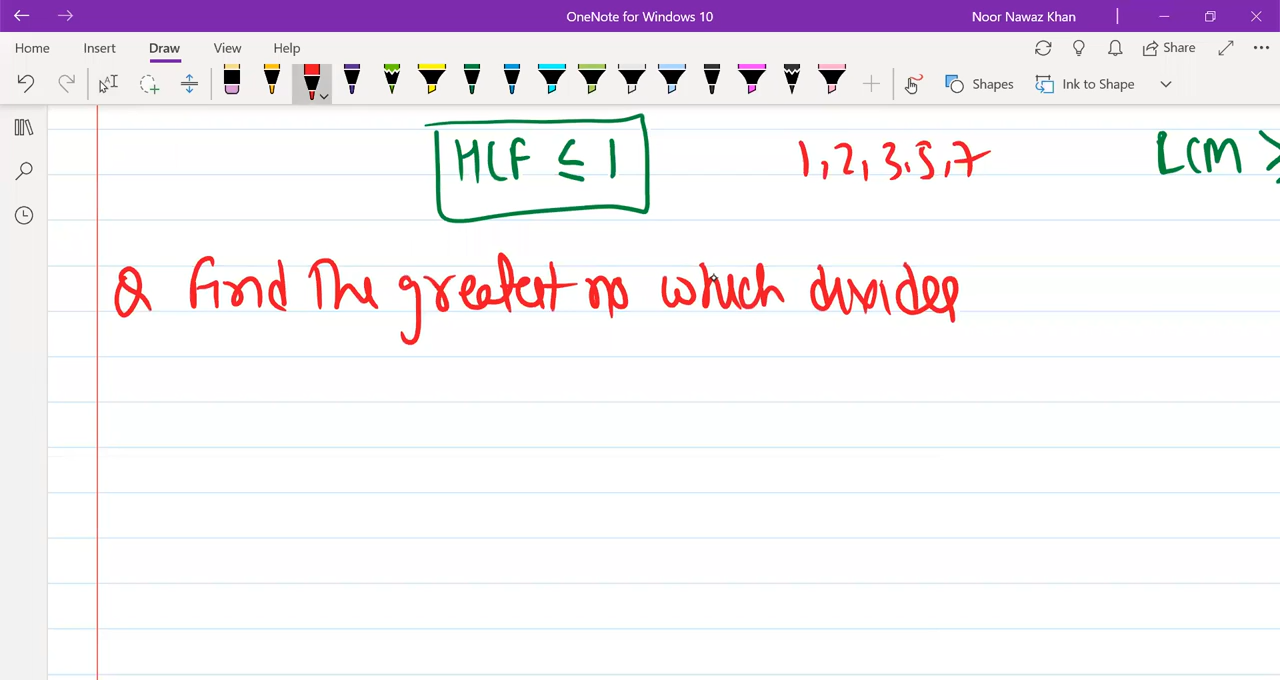 OneNote for Windows 10
Noor Nawaz Khan
Home Insert Draw View Help
Share
Shapes
Ink to Shape
HCF ≤ 1
1, 2, 3, 5, 7
LCM
Q Find The greatest no which divides